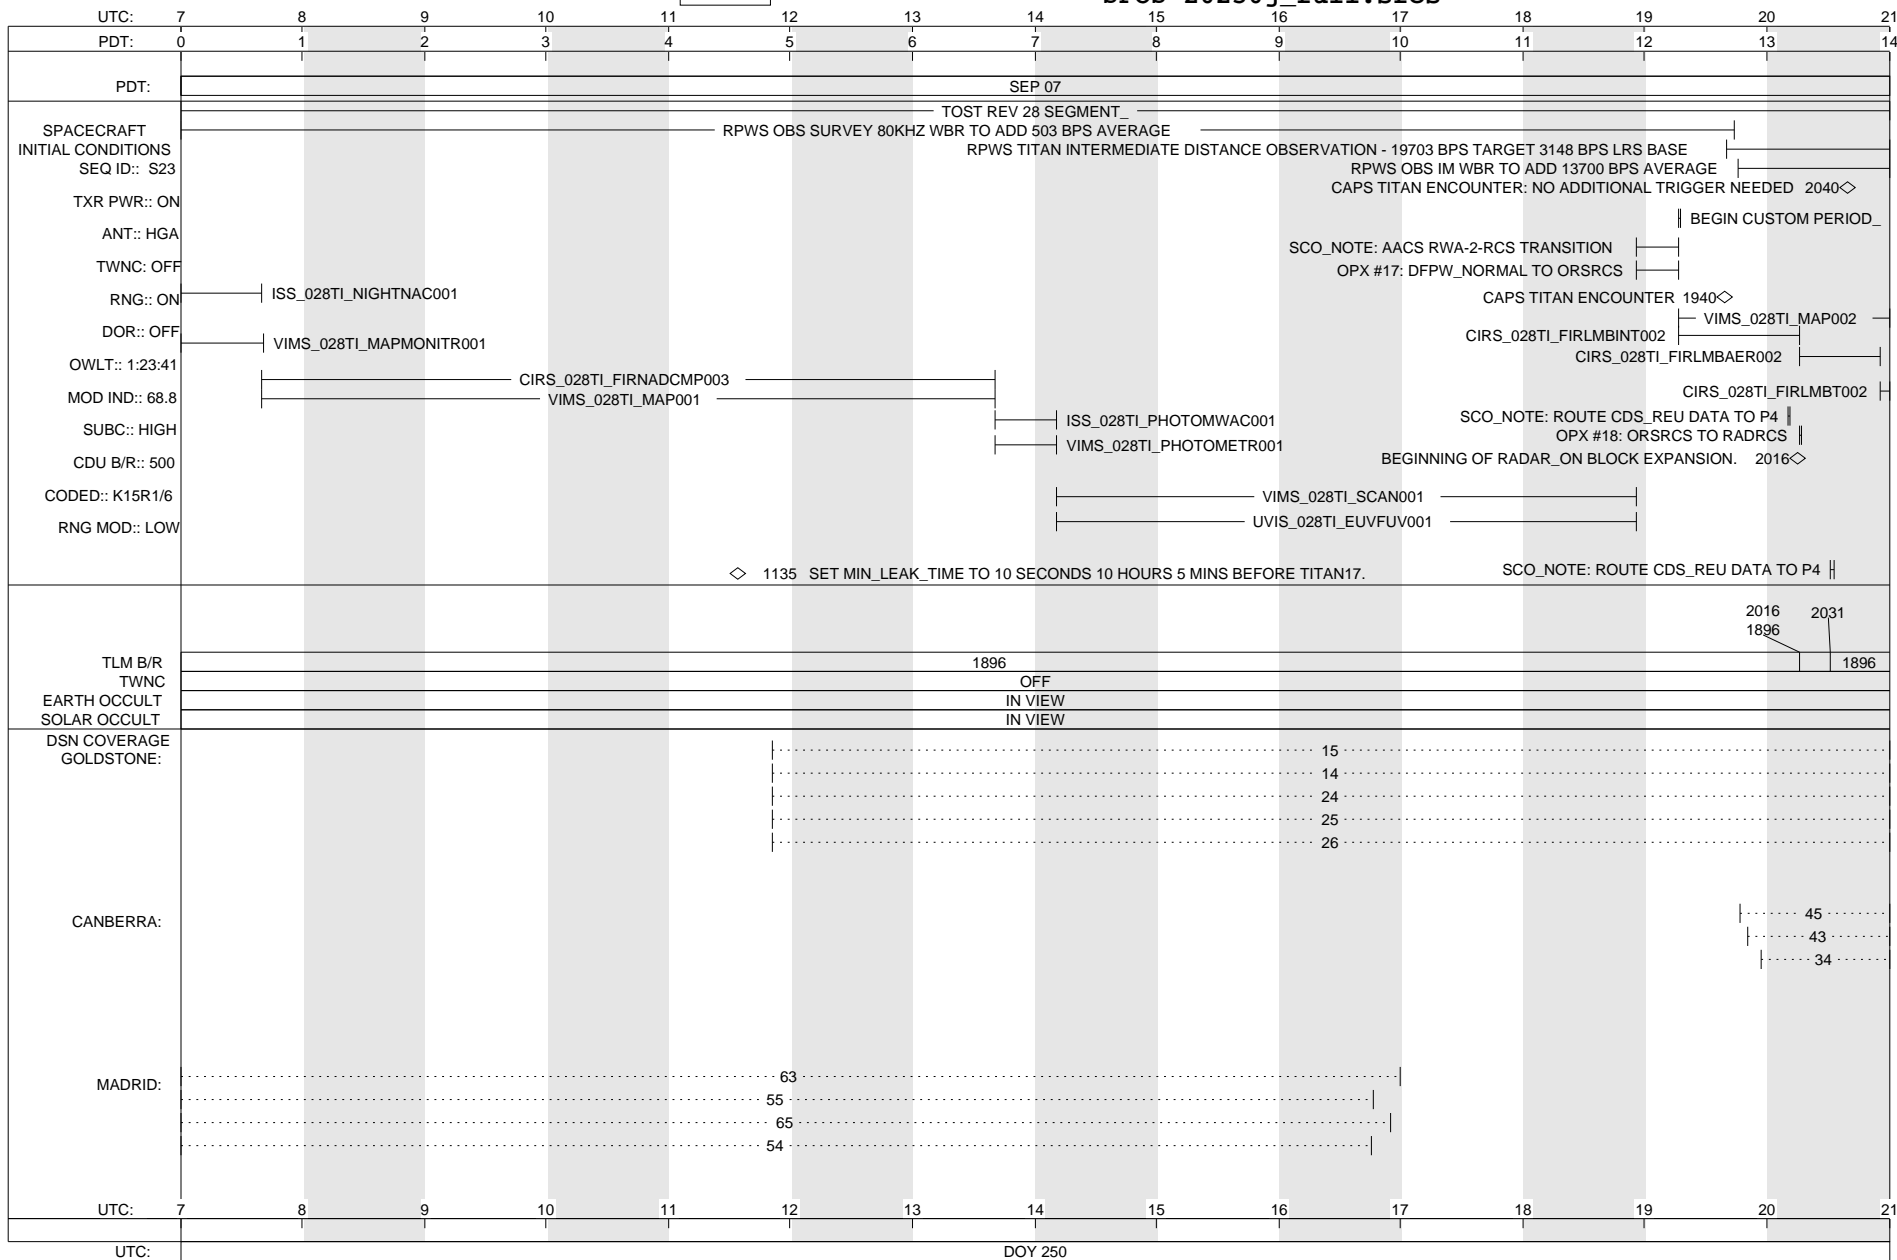 UTC: 7 8 9 10 11 12 13 14 15 16 17 18 19 20 21
PDT: 0 1 2 3 4 5 6 7 8 9 10 11 12 13 14
PDT: SEP 07
TOST REV 28 SEGMENT_
SPACECRAFT
INITIAL CONDITIONS
RPWS OBS SURVEY 80KHZ WBR TO ADD 503 BPS AVERAGE
RPWS TITAN INTERMEDIATE DISTANCE OBSERVATION - 19703 BPS TARGET 3148 BPS LRS BASE
SEQ ID:: S23
RPWS OBS IM WBR TO ADD 13700 BPS AVERAGE
CAPS TITAN ENCOUNTER: NO ADDITIONAL TRIGGER NEEDED 2040
TXR PWR:: ON
BEGIN CUSTOM PERIOD_
ANT:: HGA
SCO_NOTE: AACS RWA-2-RCS TRANSITION
TWNC: OFF
OPX #17: DFPW_NORMAL TO ORSRCS
RNG:: ON
ISS_028TI_NIGHTNAC001
CAPS TITAN ENCOUNTER 1940
VIMS_028TI_MAP002
DOR:: OFF
CIRS_028TI_FIRLMBINT002
VIMS_028TI_MAPMONITR001
CIRS_028TI_FIRLMBAER002
OWLT:: 1:23:41
CIRS_028TI_FIRNADCMP003
CIRS_028TI_FIRLMBT002
MOD IND:: 68.8
VIMS_028TI_MAP001
ISS_028TI_PHOTOMWAC001
SCO_NOTE: ROUTE CDS_REU DATA TO P4
SUBC:: HIGH
OPX #18: ORSRCS TO RADRCS
VIMS_028TI_PHOTOMETR001
CDU B/R:: 500
BEGINNING OF RADAR_ON BLOCK EXPANSION. 2016
CODED:: K15R1/6
VIMS_028TI_SCAN001
RNG MOD:: LOW
UVIS_028TI_EUVFUV001
1135 SET MIN_LEAK_TIME TO 10 SECONDS 10 HOURS 5 MINS BEFORE TITAN17.
SCO_NOTE: ROUTE CDS_REU DATA TO P4
2016 2031
1896
TLM B/R 1896 1896
TWNC OFF
EARTH OCCULT IN VIEW
SOLAR OCCULT IN VIEW
DSN COVERAGE
GOLDSTONE:
15
14
24
25
26
CANBERRA:
45
43
34
MADRID:
63
55
65
54
UTC: 7 8 9 10 11 12 13 14 15 16 17 18 19 20 21
UTC: DOY 250